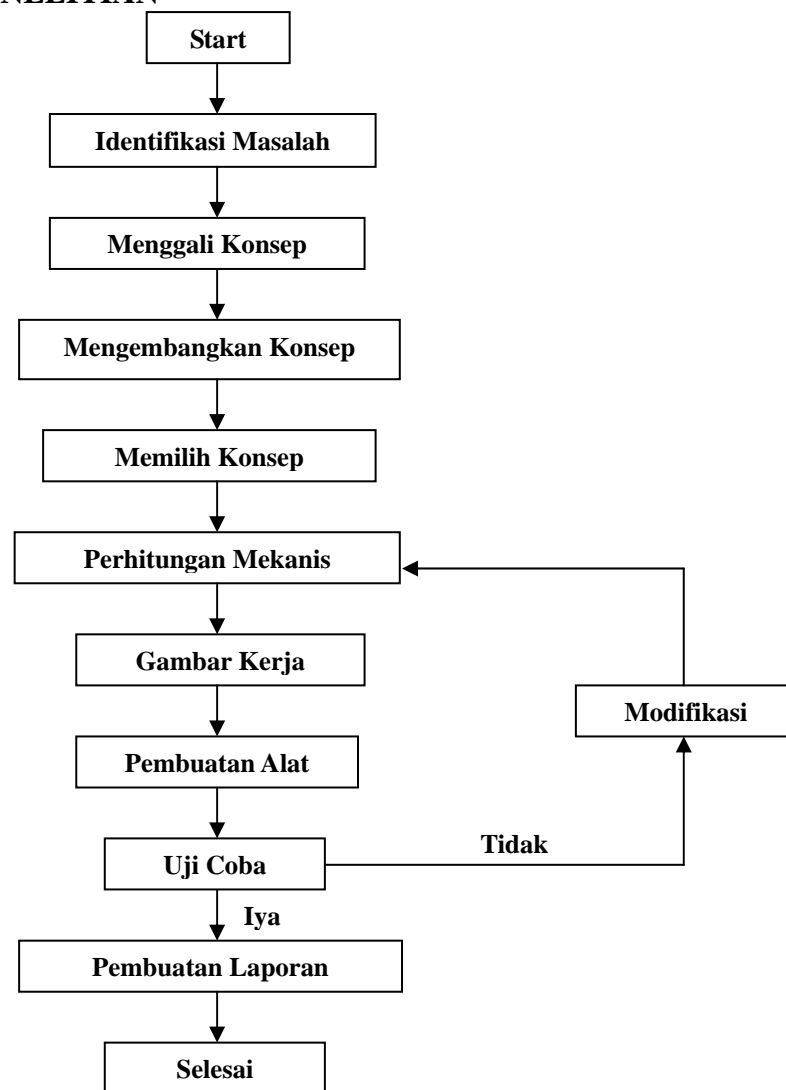 Start
Identifikasi Masalah
Menggali Konsep
Mengembangkan Konsep
Memilih Konsep
Perhitungan Mekanis
Gambar Kerja
Modifikasi
Pembuatan Alat
Tidak
Uji Coba
Iya
Pembuatan Laporan
Selesai